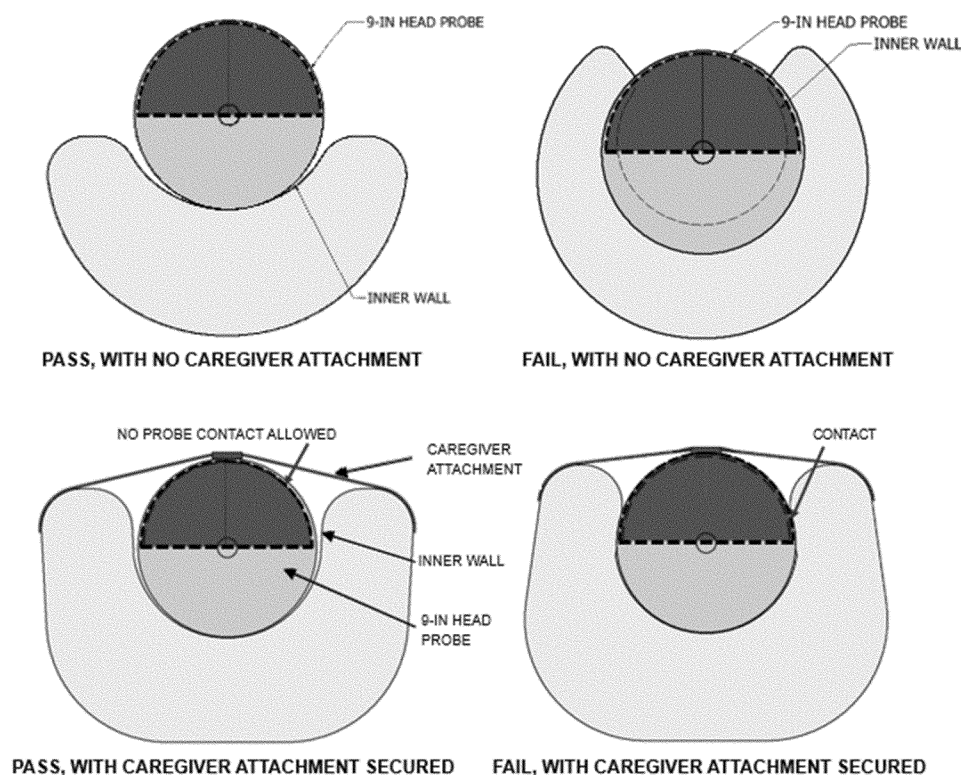 9-IN HEAD PROBE
INNER WALL
PASS, WITH NO CAREGIVER ATTACHMENT
9-IN HEAD PROBE
INNER WALL
FAIL, WITH NO CAREGIVER ATTACHMENT
NO PROBE CONTACT ALLOWED
CAREGIVER
ATTACHMENT
INNER WALL
9-IN HEAD
PROBE
PASS, WITH CAREGIVER ATTACHMENT SECURED
CONTACT
FAIL, WITH CAREGIVER ATTACHMENT SECURED